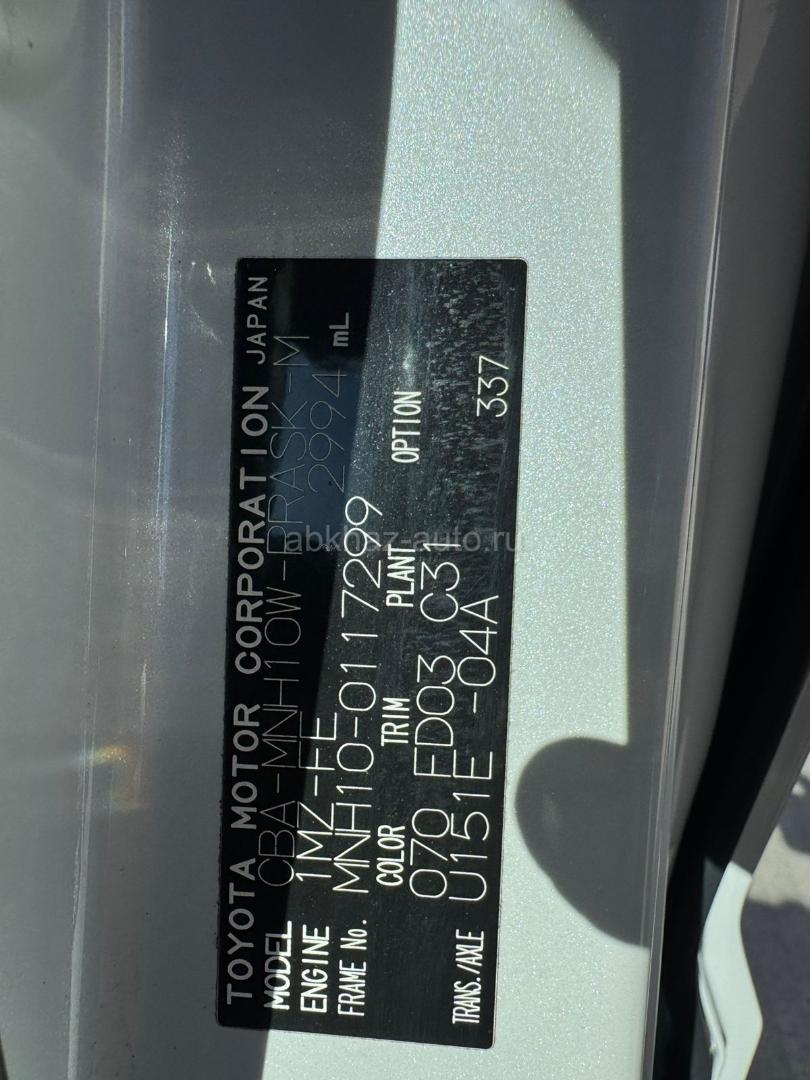 TOYOTA MOTOR CORPORATION JAPAN
MODEL CBA-MNH10W-PRASK-M
ENGINE 1MZ-FE 2994 mL
FRAME No. MNH10-0117299
COLOR TRIM PLANT OPTION
070 FD03 C31
TRANS./AXLE U151E -04A 337
abkhaz-auto.ru